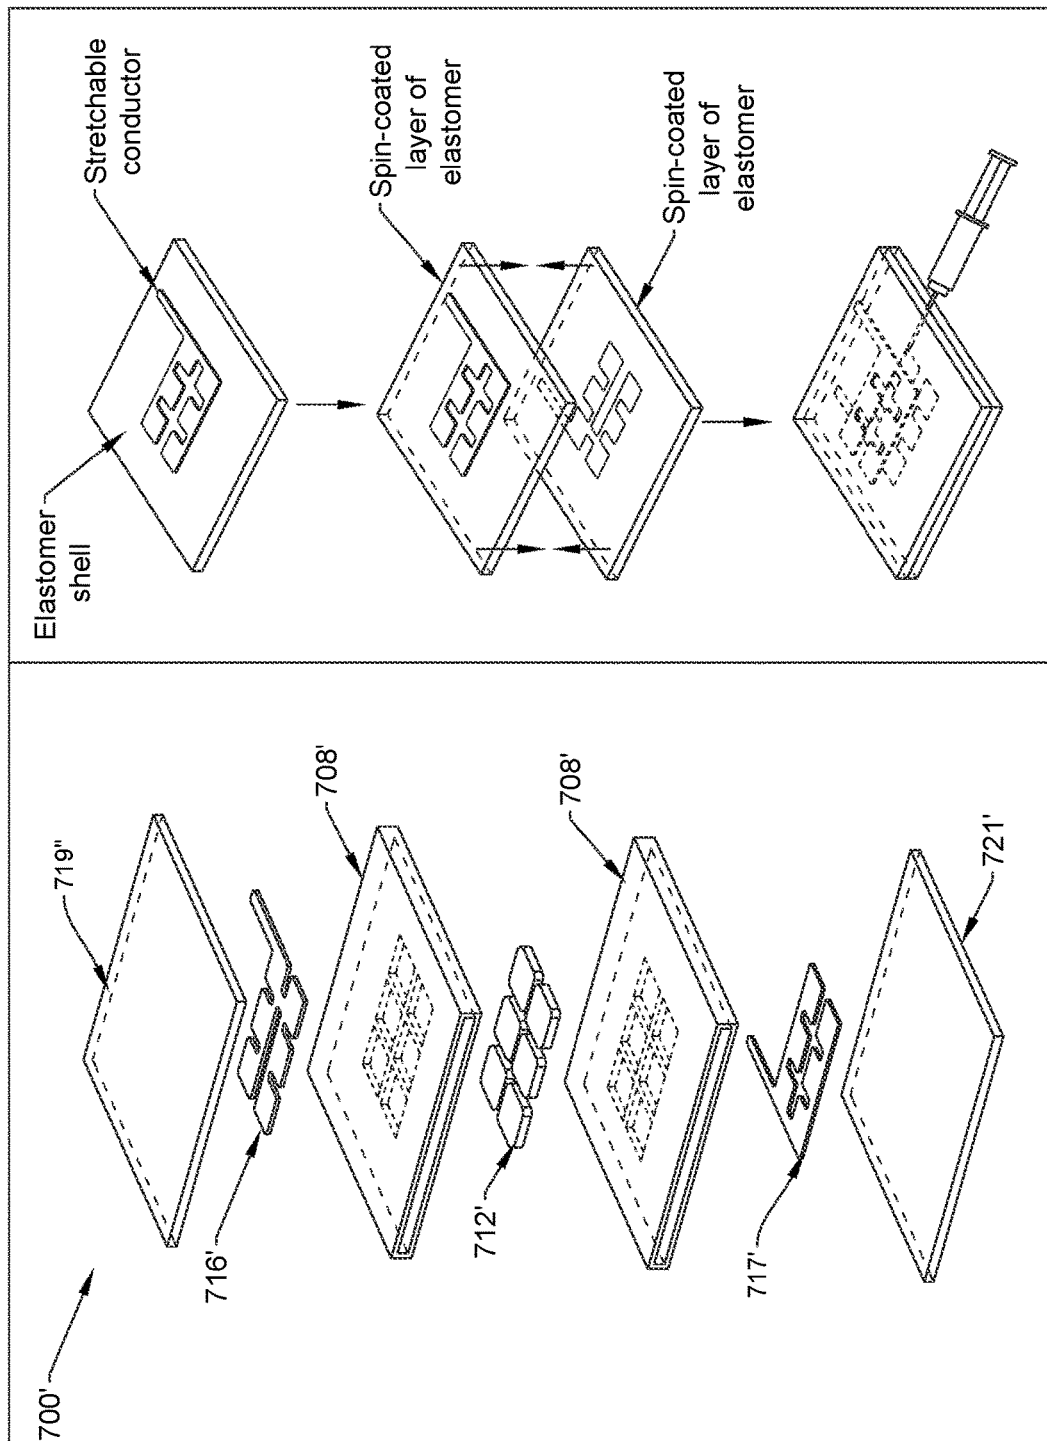 700'
719"
716'
708'
712'
708'
717'
721'
Elastomer
shell
Stretchable
conductor
Spin-coated
layer of
elastomer
Spin-coated
layer of
elastomer